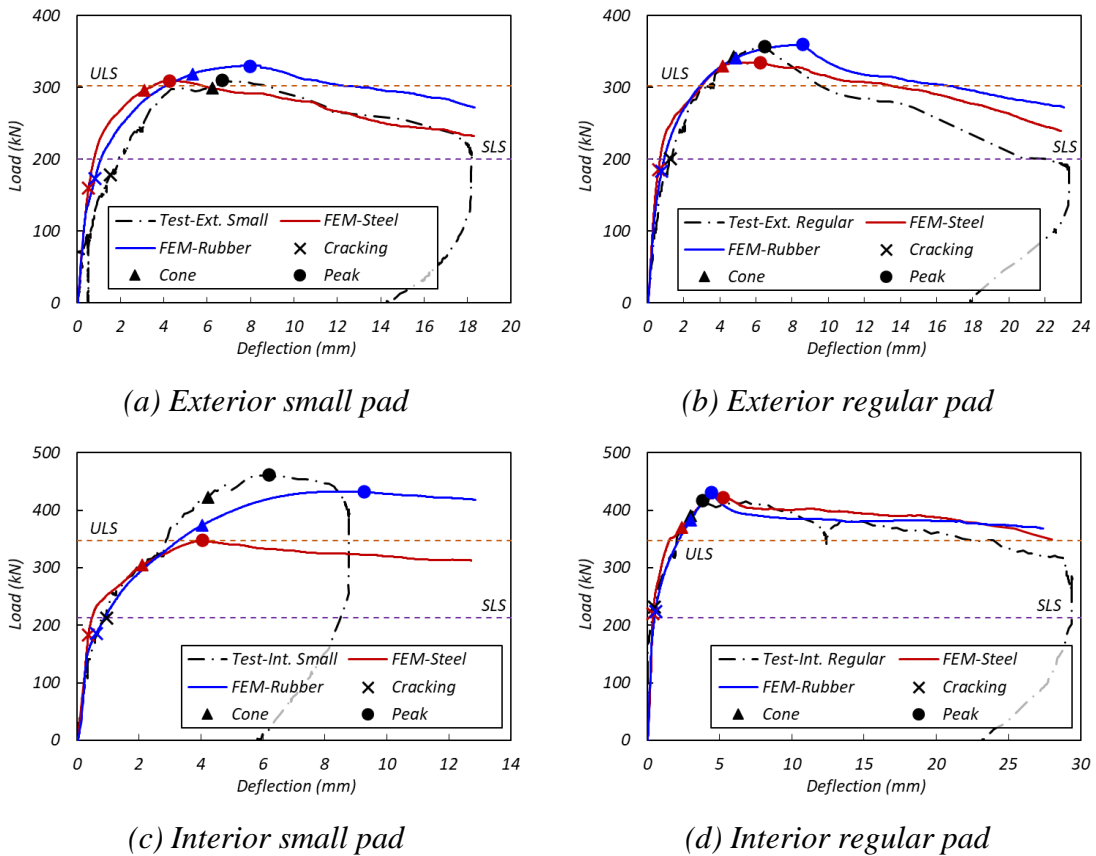 400
300
200
100
0
Load (kN)
ULS
SLS
Test-Ext. Small
FEM-Steel
FEM-Rubber
Cracking
Cone
Peak
0 2 4 6 8 10 12 14 16 18 20
Deflection (mm)
(a) Exterior small pad
400
300
200
100
0
Load (kN)
ULS
SLS
Test-Ext. Regular
FEM-Steel
FEM-Rubber
Cracking
Cone
Peak
0 2 4 6 8 10 12 14 16 18 20 22 24
Deflection (mm)
(b) Exterior regular pad
500
400
300
200
100
0
Load (kN)
ULS
SLS
Test-Int. Small
FEM-Steel
FEM-Rubber
Cracking
Cone
Peak
0 2 4 6 8 10 12 14
Deflection (mm)
(c) Interior small pad
500
400
300
200
100
0
Load (kN)
ULS
SLS
Test-Int. Regular
FEM-Steel
FEM-Rubber
Cracking
Cone
Peak
0 5 10 15 20 25 30
Deflection (mm)
(d) Interior regular pad